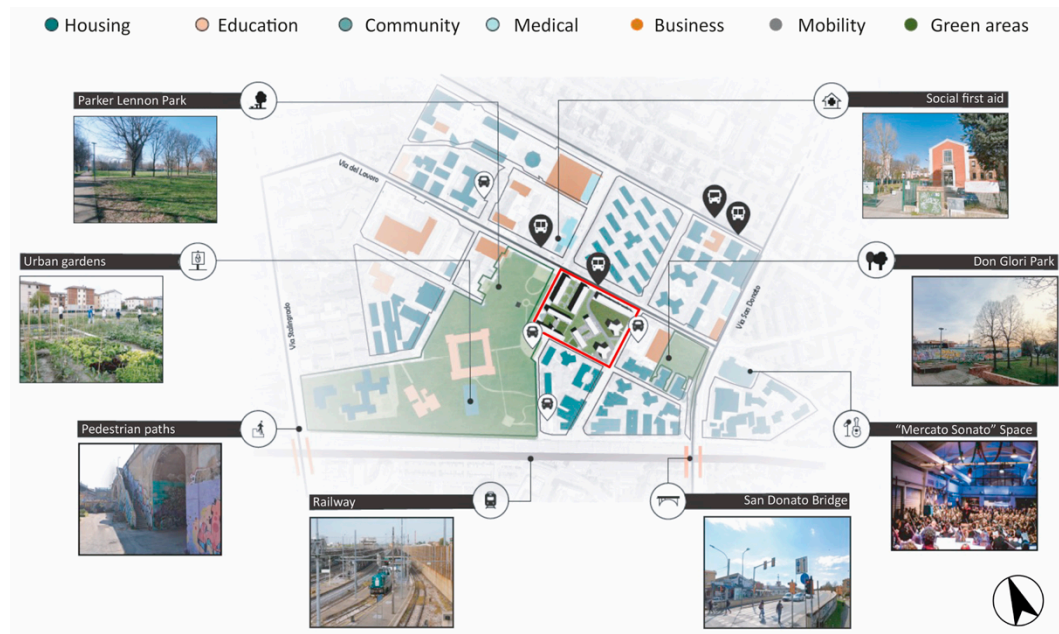 Housing
Education
Community
Medical
Business
Mobility
Green areas
Parker Lennon Park
Social first aid
Via del Lavoro
Urban gardens
Don Glori Park
Via Stalingrado
Via San Donato
Pedestrian paths
"Mercato Sonato" Space
Railway
San Donato Bridge